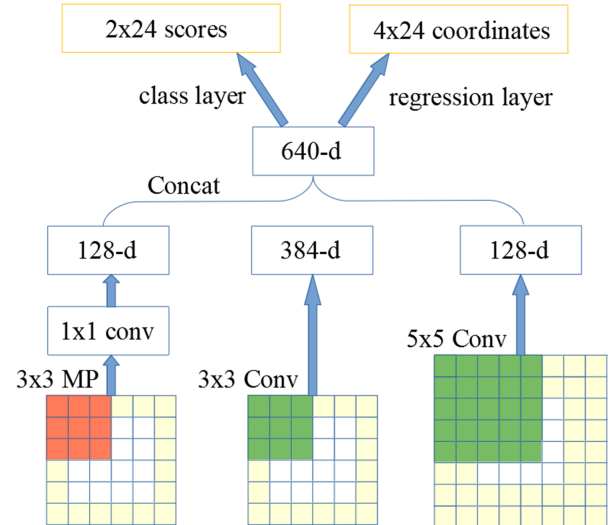 2x24 scores
4x24 coordinates
class layer
regression layer
640-d
Concat
128-d
384-d
128-d
1x1 conv
5x5 Conv
3x3 MP
3x3 Conv